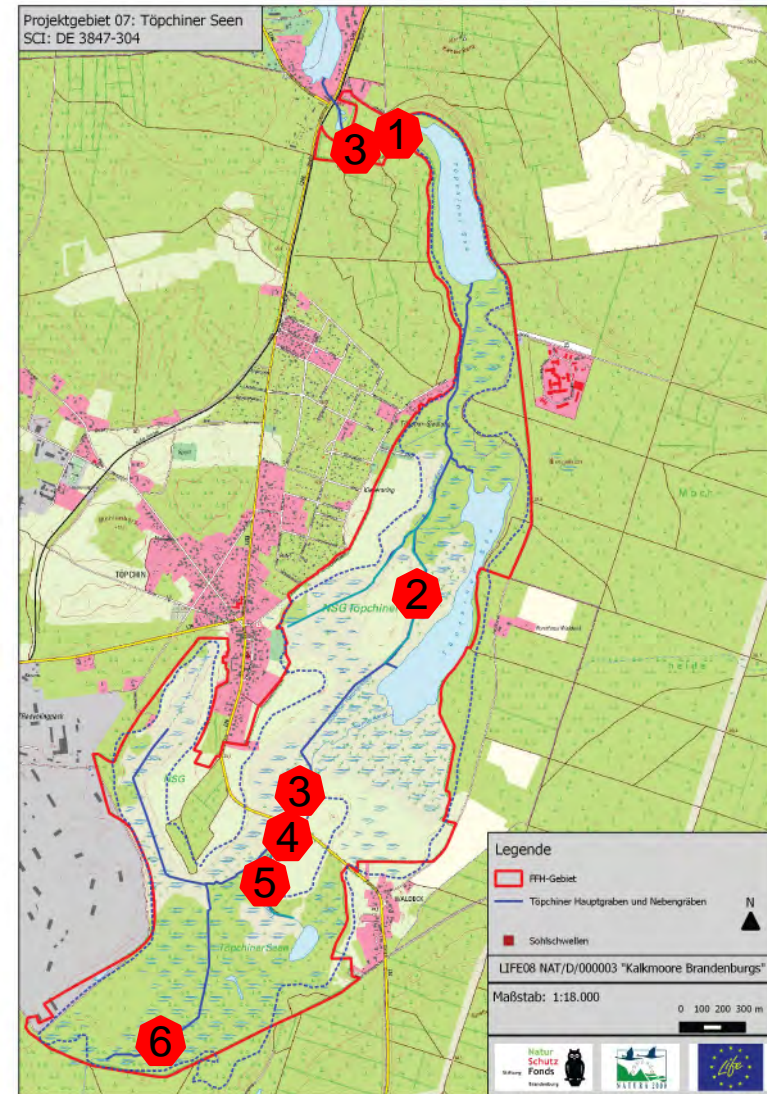 Projektgebiet 07: Töpchiner Seen
SCI: DE 3847-304
1
3
TÖPCHIN
2
NSG Töpchiner
NSG
3
4
5
WALDECK
Töpchiner Seen
6
Legende
FFH-Gebiet
Töpchiner Hauptgraben und Nebengräben
N
Sohlschwellen
LIFE08 NAT/D/000003 "Kalkmoore Brandenburgs"
Maßstab: 1:18.000
0 100 200 300 m
Natur
Schutz
Fonds
Stiftung
Brandenburg
NATURA 2000
Life